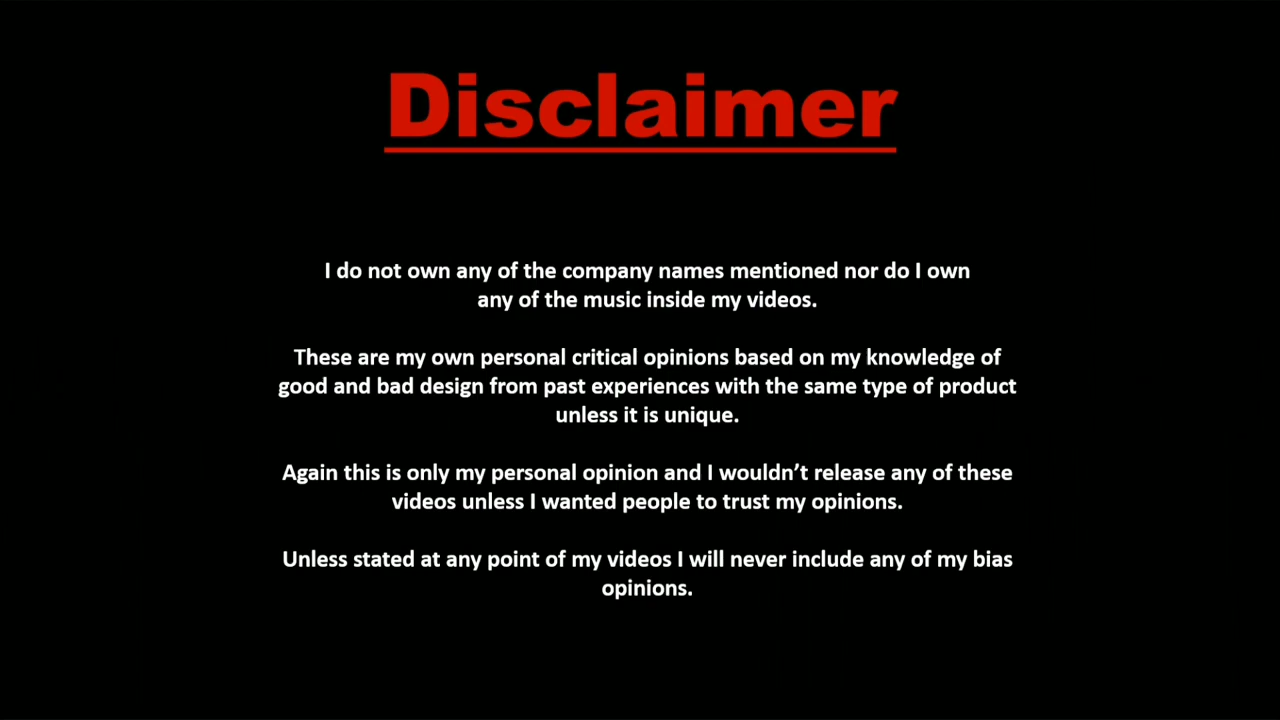 Disclaimer
I do not own any of the company names mentioned nor do I own
any of the music inside my videos.
These are my own personal critical opinions based on my knowledge of
good and bad design from past experiences with the same type of product
unless it is unique.
Again this is only my personal opinion and I wouldn’t release any of these
videos unless I wanted people to trust my opinions.
Unless stated at any point of my videos I will never include any of my bias
opinions.